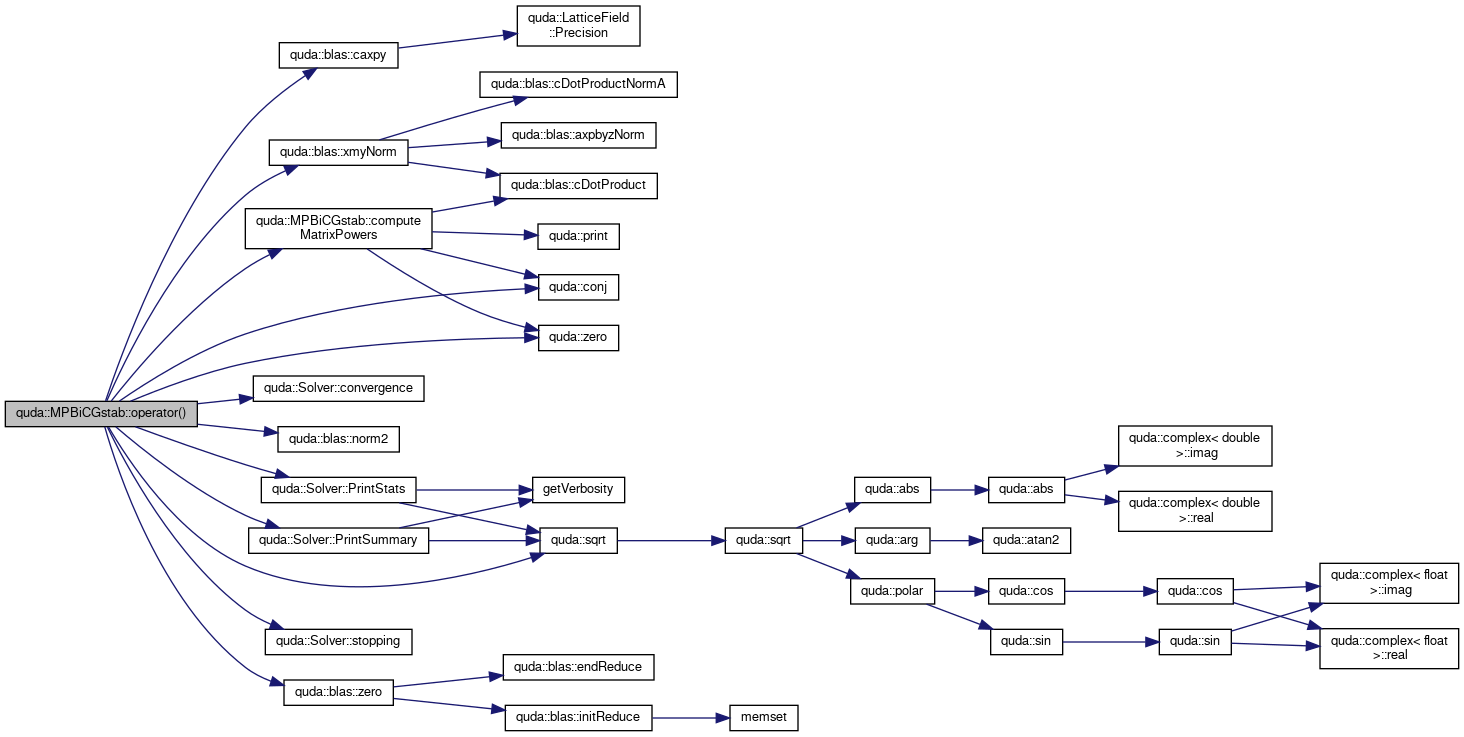 quda::LatticeField
::Precision
quda::blas::caxpy
quda::blas::cDotProductNormA
quda::blas::axpbyzNorm
quda::blas::xmyNorm
quda::blas::cDotProduct
quda::MPBiCGstab::compute
MatrixPowers
quda::print
quda::conj
quda::zero
quda::Solver::convergence
quda::MPBiCGstab::operator()
quda::blas::norm2
quda::complex< double
>::imag
quda::Solver::PrintStats
getVerbosity
quda::abs
quda::abs
quda::complex< double
>::real
quda::Solver::PrintSummary
quda::sqrt
quda::sqrt
quda::arg
quda::atan2
quda::polar
quda::cos
quda::cos
quda::complex< float
>::imag
quda::Solver::stopping
quda::sin
quda::sin
quda::complex< float
>::real
quda::blas::endReduce
quda::blas::zero
quda::blas::initReduce
memset